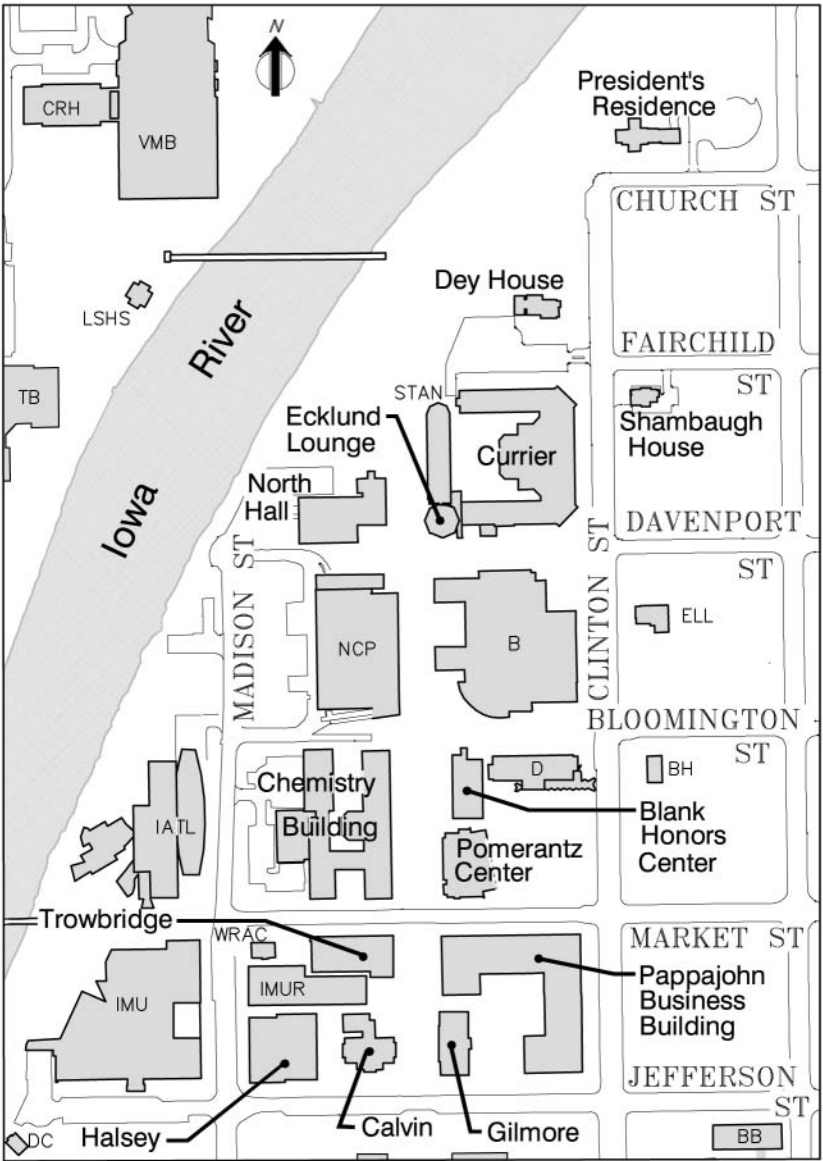 N
President's
Residence
CRH
VMB
CHURCH ST
Dey House
LSHS
River
FAIRCHILD
ST
TB
STAN
Ecklund
Lounge
Shambaugh
House
Currier
North
Hall
Iowa
DAVENPORT
ST
MADISON ST
CLINTON ST
ELL
NCP
B
BLOOMINGTON
ST
D
BH
Chemistry
Building
IATL
Blank
Honors
Center
Pomerantz
Center
Trowbridge
WRAC
MARKET ST
IMUR
IMU
Pappajohn
Business
Building
JEFFERSON
ST
DC
Halsey
Calvin
Gilmore
BB